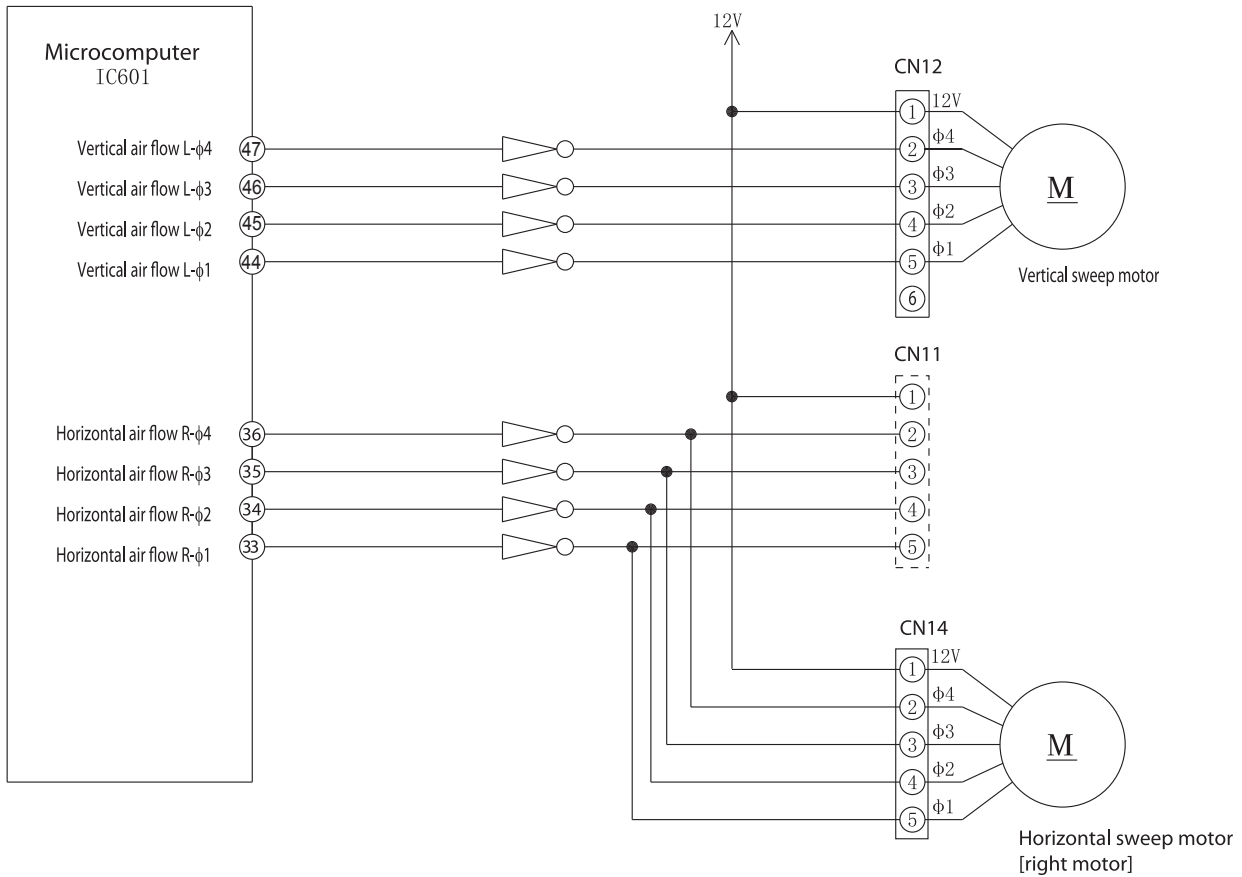 12V
Microcomputer
IC601
CN12
Vertical air flow L-ϕ4 47
Vertical air flow L-ϕ3 46
Vertical air flow L-ϕ2 45
Vertical air flow L-ϕ1 44
1 12V
2 ϕ4
3 ϕ3
4 ϕ2
5 ϕ1
6
M
Vertical sweep motor
CN11
1
2
3
4
5
Horizontal air flow R-ϕ4 36
Horizontal air flow R-ϕ3 35
Horizontal air flow R-ϕ2 34
Horizontal air flow R-ϕ1 33
CN14
1 12V
2 ϕ4
3 ϕ3
4 ϕ2
5 ϕ1
M
Horizontal sweep motor
[right motor]